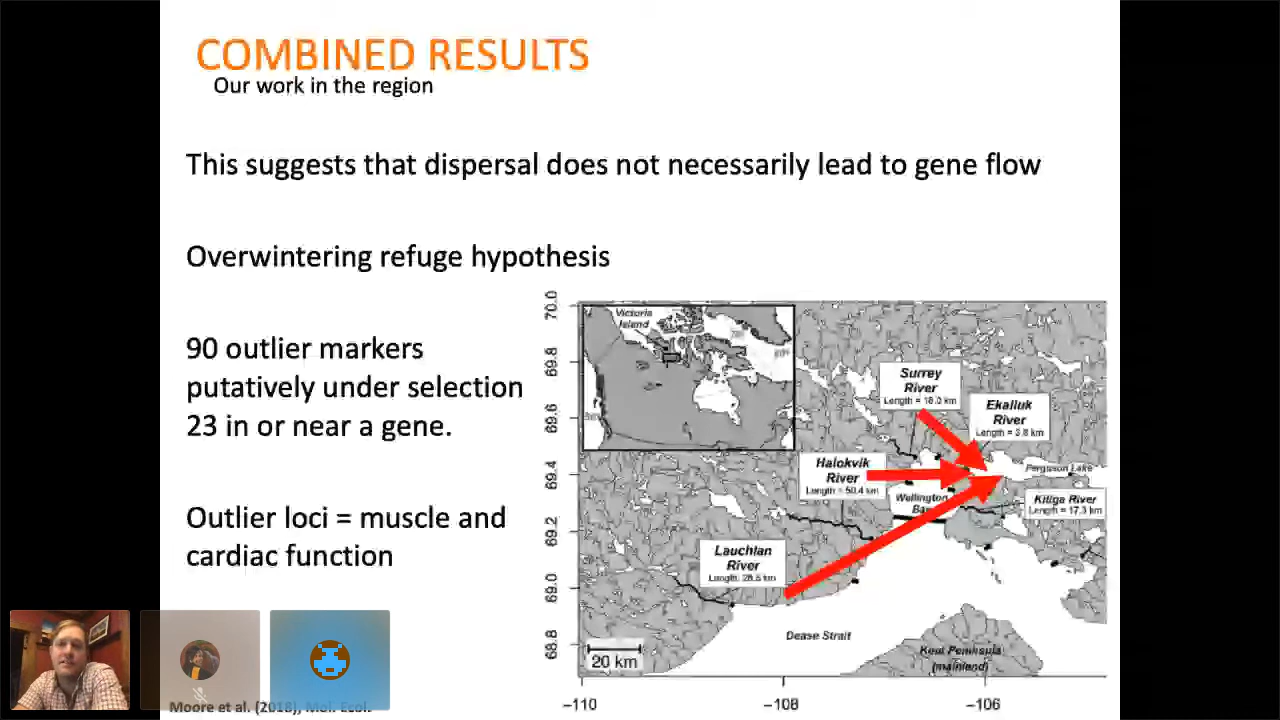 COMBINED RESULTS
Our work in the region
This suggests that dispersal does not necessarily lead to gene flow
Overwintering refuge hypothesis
90 outlier markers
putatively under selection
23 in or near a gene.
Outlier loci = muscle and
cardiac function
Moore et al. (2018), Mol. Ecol.
70.0
69.8
69.6
69.4
69.2
69.0
68.8
Victoria
Island
Surrey
River
Length = 18.0 km
Ekalluk
River
Length = 3.8 km
Halokvik
River
Length = 50.4 km
Ferguson Lake
Wellington
Bay
Kitiga River
Length = 17.3 km
Lauchlan
River
Length: 28.5 km
Dease Strait
Kent Peninsula
(mainland)
20 km
−110
−108
−106